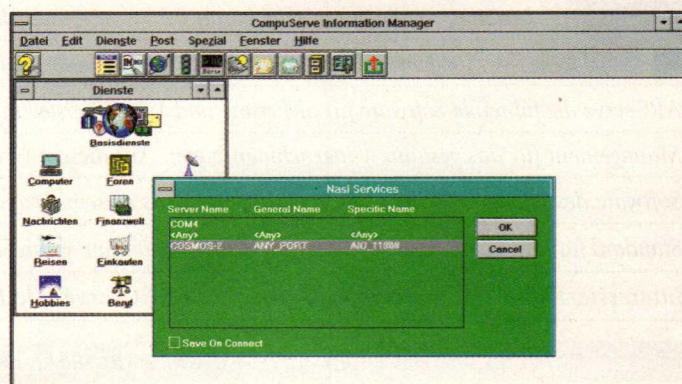 CompuServe Information Manager
Datei Edit Dienste Post Spezial Fenster Hilfe
Börse
Dienste
Basisdienste
Computer Foren
Nachrichten Finanzwelt
Reisen Einkaufen
Hobbies Beruf
Nasi Services
Server Name General Name Specific Name
COM4
<Any> <Any> <Any>
COSMOS-2 ANY_PORT
OK
Cancel
Save On Connect